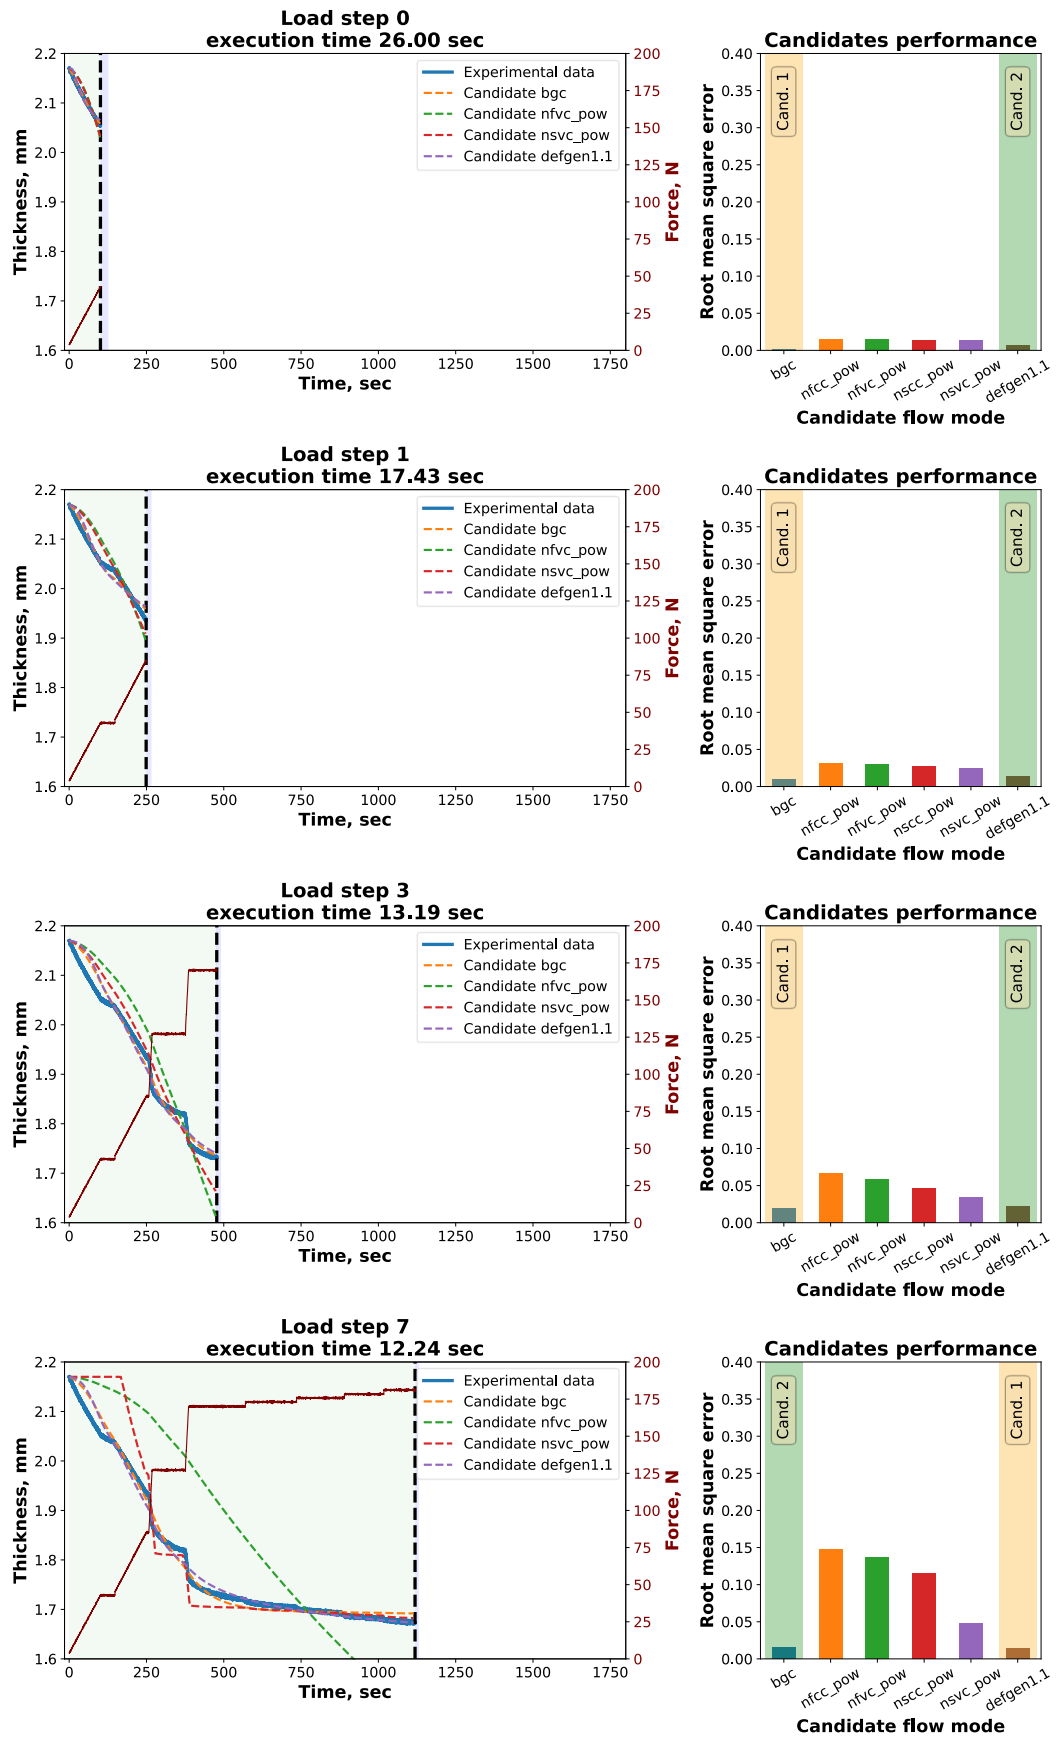 Load step 0
execution time 26.00 sec
Candidates performance
2.2
2.1
2.0
1.9
1.8
1.7
1.6
Thickness, mm
0
250
500
750
1000
1250
1500
1750
Time, sec
200
175
150
125
100
75
50
25
0
Force, N
Experimental data
Candidate bgc
Candidate nfvc_pow
Candidate nsvc_pow
Candidate defgen1.1
Root mean square error
0.40
0.35
0.30
0.25
0.20
0.15
0.10
0.05
0.00
Cand. 1
Cand. 2
bgc
nfcc_pow
nfvc_pow
nscc_pow
nsvc_pow
defgen1.1
Candidate flow mode
Load step 1
execution time 17.43 sec
Candidates performance
2.2
2.1
2.0
1.9
1.8
1.7
1.6
Thickness, mm
0
250
500
750
1000
1250
1500
1750
Time, sec
200
175
150
125
100
75
50
25
0
Force, N
Experimental data
Candidate bgc
Candidate nfvc_pow
Candidate nsvc_pow
Candidate defgen1.1
Root mean square error
0.40
0.35
0.30
0.25
0.20
0.15
0.10
0.05
0.00
Cand. 1
Cand. 2
bgc
nfcc_pow
nfvc_pow
nscc_pow
nsvc_pow
defgen1.1
Candidate flow mode
Load step 3
execution time 13.19 sec
Candidates performance
2.2
2.1
2.0
1.9
1.8
1.7
1.6
Thickness, mm
0
250
500
750
1000
1250
1500
1750
Time, sec
200
175
150
125
100
75
50
25
0
Force, N
Experimental data
Candidate bgc
Candidate nfvc_pow
Candidate nsvc_pow
Candidate defgen1.1
Root mean square error
0.40
0.35
0.30
0.25
0.20
0.15
0.10
0.05
0.00
Cand. 1
Cand. 2
bgc
nfcc_pow
nfvc_pow
nscc_pow
nsvc_pow
defgen1.1
Candidate flow mode
Load step 7
execution time 12.24 sec
Candidates performance
2.2
2.1
2.0
1.9
1.8
1.7
1.6
Thickness, mm
0
250
500
750
1000
1250
1500
1750
Time, sec
200
175
150
125
100
75
50
25
0
Force, N
Experimental data
Candidate bgc
Candidate nfvc_pow
Candidate nsvc_pow
Candidate defgen1.1
Root mean square error
0.40
0.35
0.30
0.25
0.20
0.15
0.10
0.05
0.00
Cand. 2
Cand. 1
bgc
nfcc_pow
nfvc_pow
nscc_pow
nsvc_pow
defgen1.1
Candidate flow mode